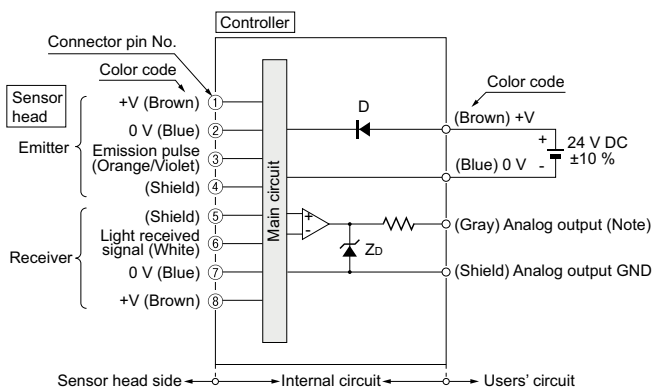 Controller
Connector pin No.
Color code
Sensor
head
+V (Brown) 1
0 V (Blue) 2
Emitter
Emission pulse
(Orange/Violet) 3
(Shield) 4
(Shield) 5
Receiver
Light received
signal (White) 6
0 V (Blue) 7
+V (Brown) 8
Main circuit
D
+
-
ZD
Color code
(Brown) +V
+
24 V DC
±10 %
(Blue) 0 V
-
(Gray) Analog output (Note)
(Shield) Analog output GND
Sensor head side
Internal circuit
Users' circuit